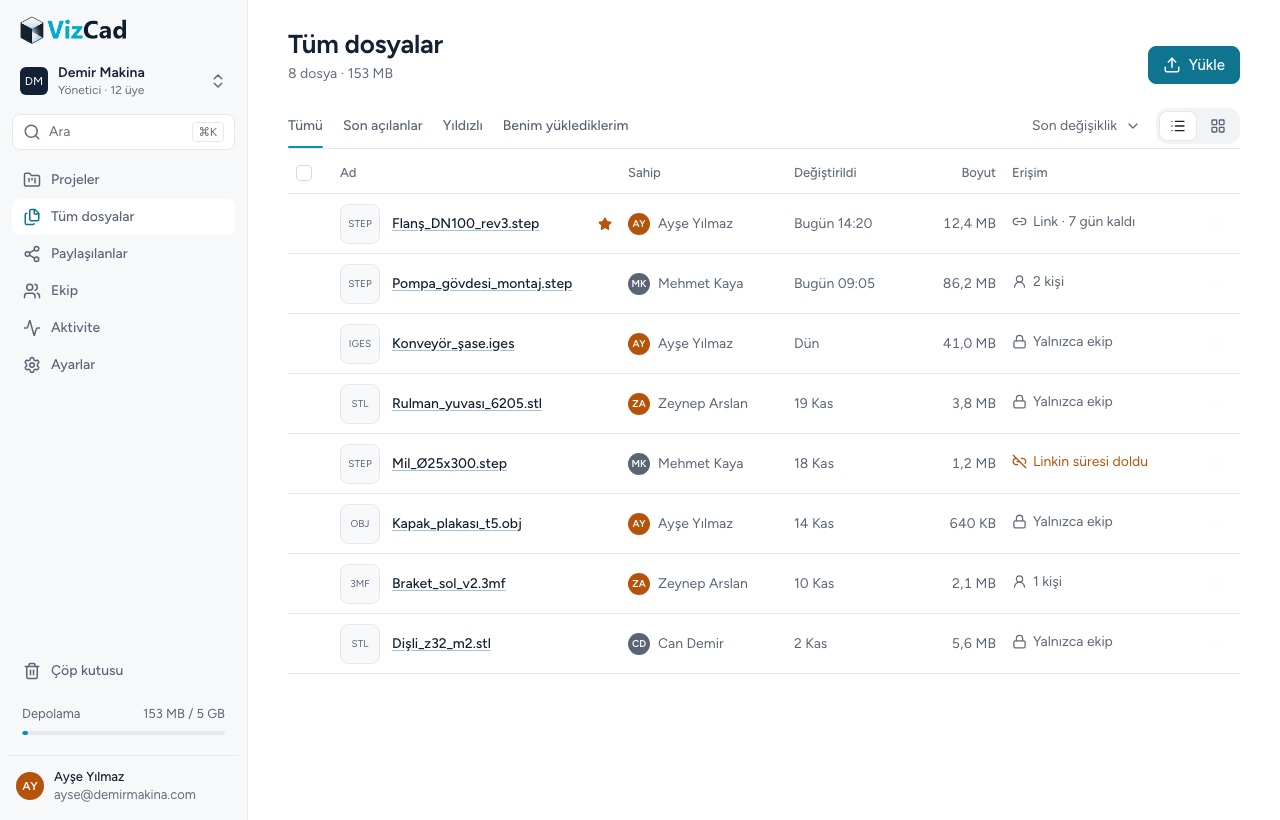 VizCad
DM
Demir Makina
Yönetici · 12 üye
Ara
⌘K
Projeler
Tüm dosyalar
Paylaşılanlar
Ekip
Aktivite
Ayarlar
Çöp kutusu
Depolama 153 MB / 5 GB
AY
Ayşe Yılmaz
ayse@demirmakina.com
Tüm dosyalar
8 dosya · 153 MB
Yükle
Tümü Son açılanlar Yıldızlı Benim yüklediklerim Son değişiklik
Ad Sahip Değiştirildi Boyut Erişim
STEP Flanş_DN100_rev3.step AY Ayşe Yılmaz Bugün 14:20 12,4 MB Link · 7 gün kaldı
STEP Pompa_gövdesi_montaj.step MK Mehmet Kaya Bugün 09:05 86,2 MB 2 kişi
IGES Konveyör_şase.iges AY Ayşe Yılmaz Dün 41,0 MB Yalnızca ekip
STL Rulman_yuvası_6205.stl ZA Zeynep Arslan 19 Kas 3,8 MB Yalnızca ekip
STEP Mil_Ø25x300.step MK Mehmet Kaya 18 Kas 1,2 MB Linkin süresi doldu
OBJ Kapak_plakası_t5.obj AY Ayşe Yılmaz 14 Kas 640 KB Yalnızca ekip
3MF Braket_sol_v2.3mf ZA Zeynep Arslan 10 Kas 2,1 MB 1 kişi
STL Dişli_z32_m2.stl CD Can Demir 2 Kas 5,6 MB Yalnızca ekip